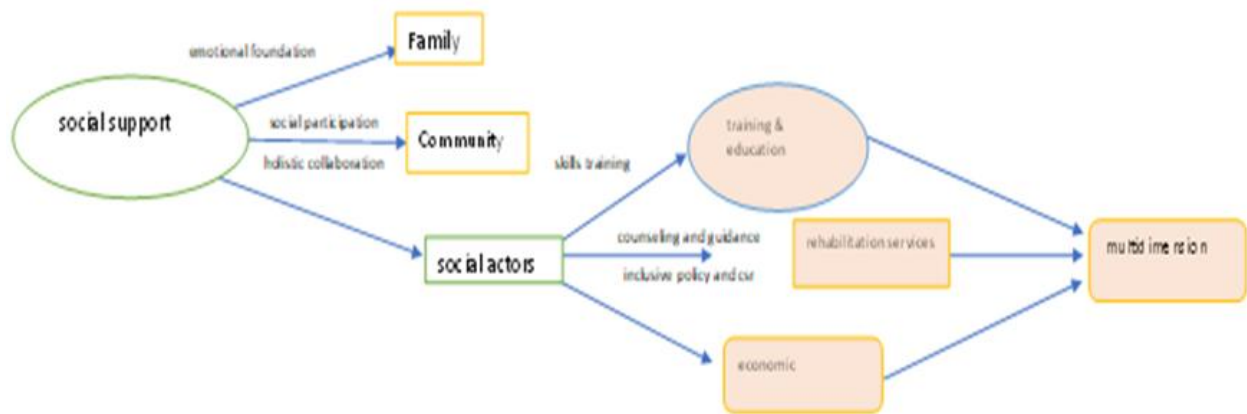 Family
emotional foundation
social support
social participation
Community
holistic collaboration
training &
education
skills training
counseling and guidance
rehabilitation services
multidimension
social actors
inclusive policy and csr
economic